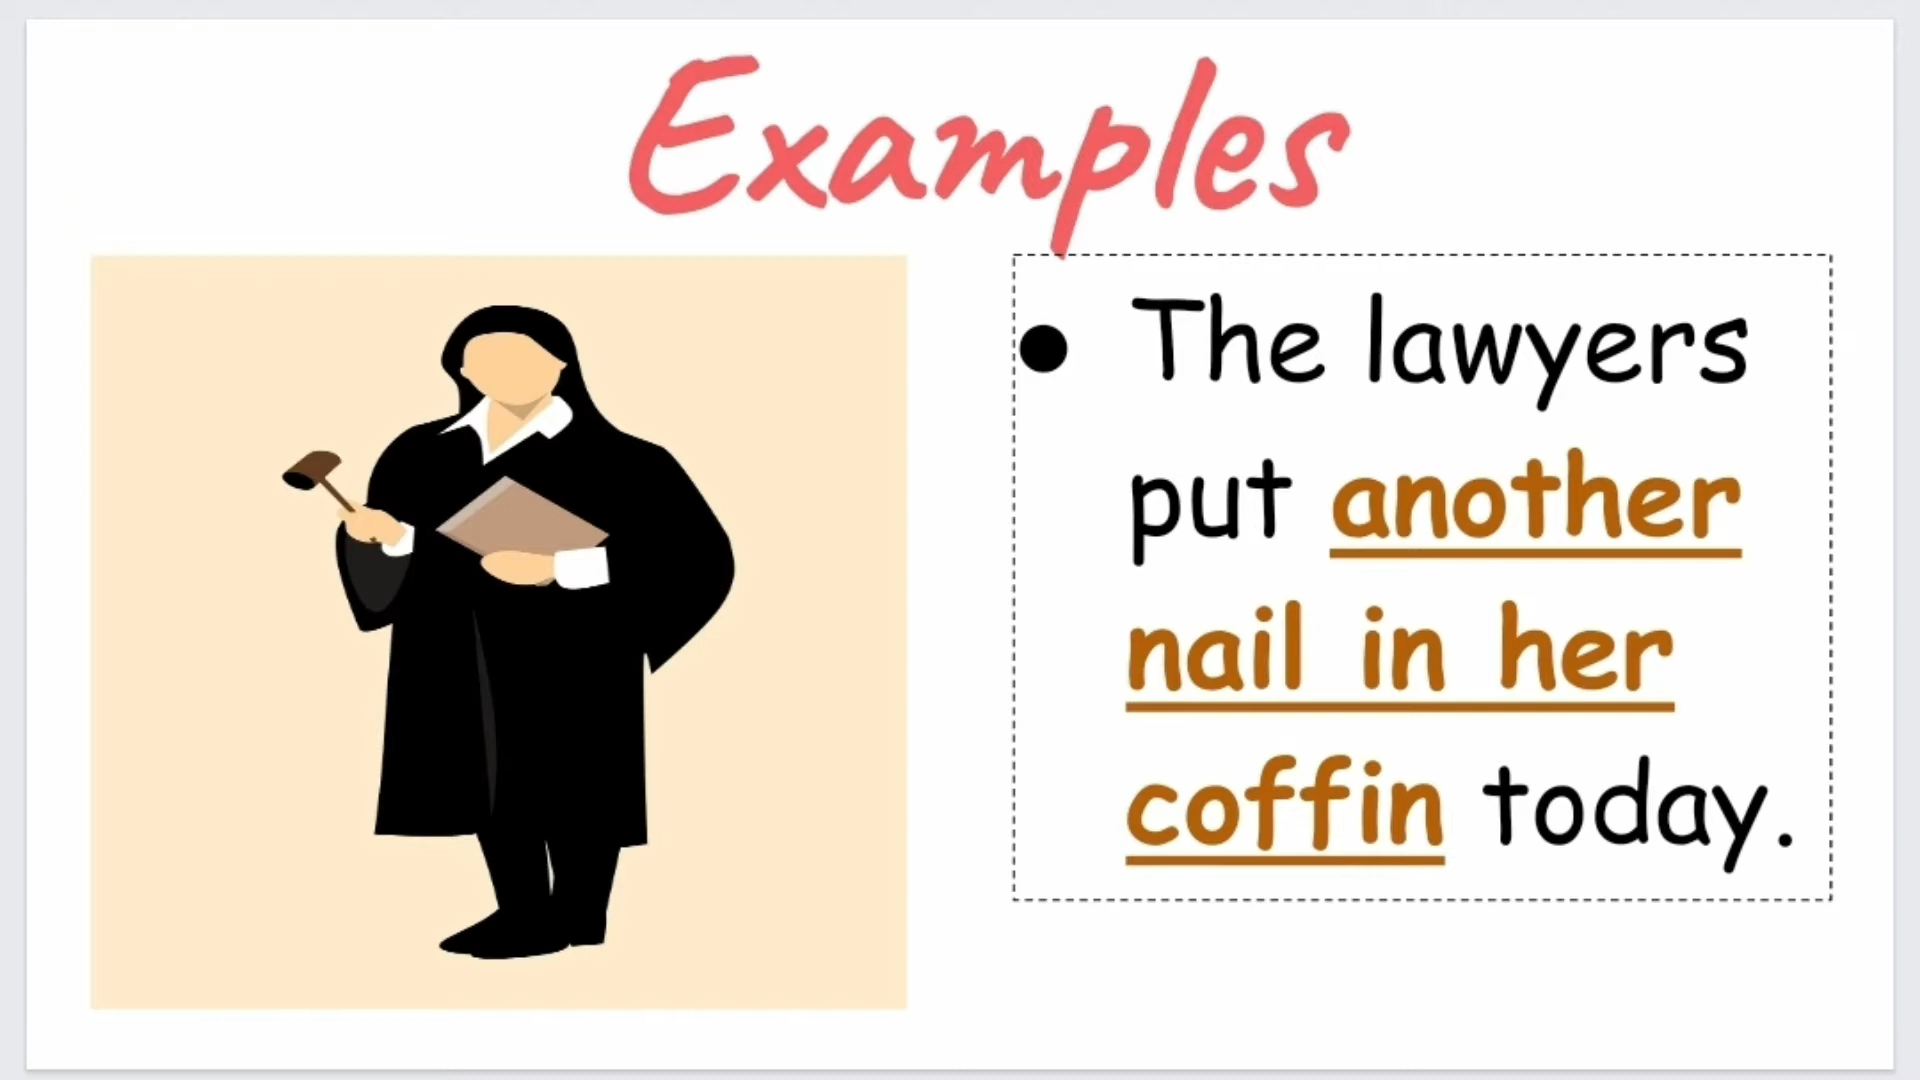 Examples
• The lawyers
put another
nail in her
coffin today.